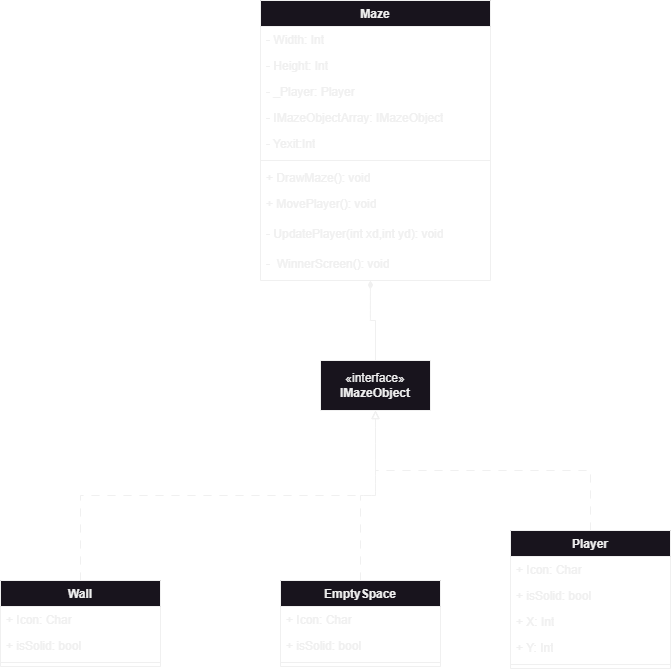 Maze
- Width: Int
- Height: Int
- _Player: Player
- IMazeObjectArray: IMazeObject
- Yexit:Int
+ DrawMaze(): void
+ MovePlayer(): void
- UpdatePlayer(int xd,int yd): void
- WinnerScreen(): void
«interface»
IMazeObject
Wall
+ Icon: Char
+ isSolid: bool
EmptySpace
+ Icon: Char
+ isSolid: bool
Player
+ Icon: Char
+ isSolid: bool
+ X: Int
+ Y: Int